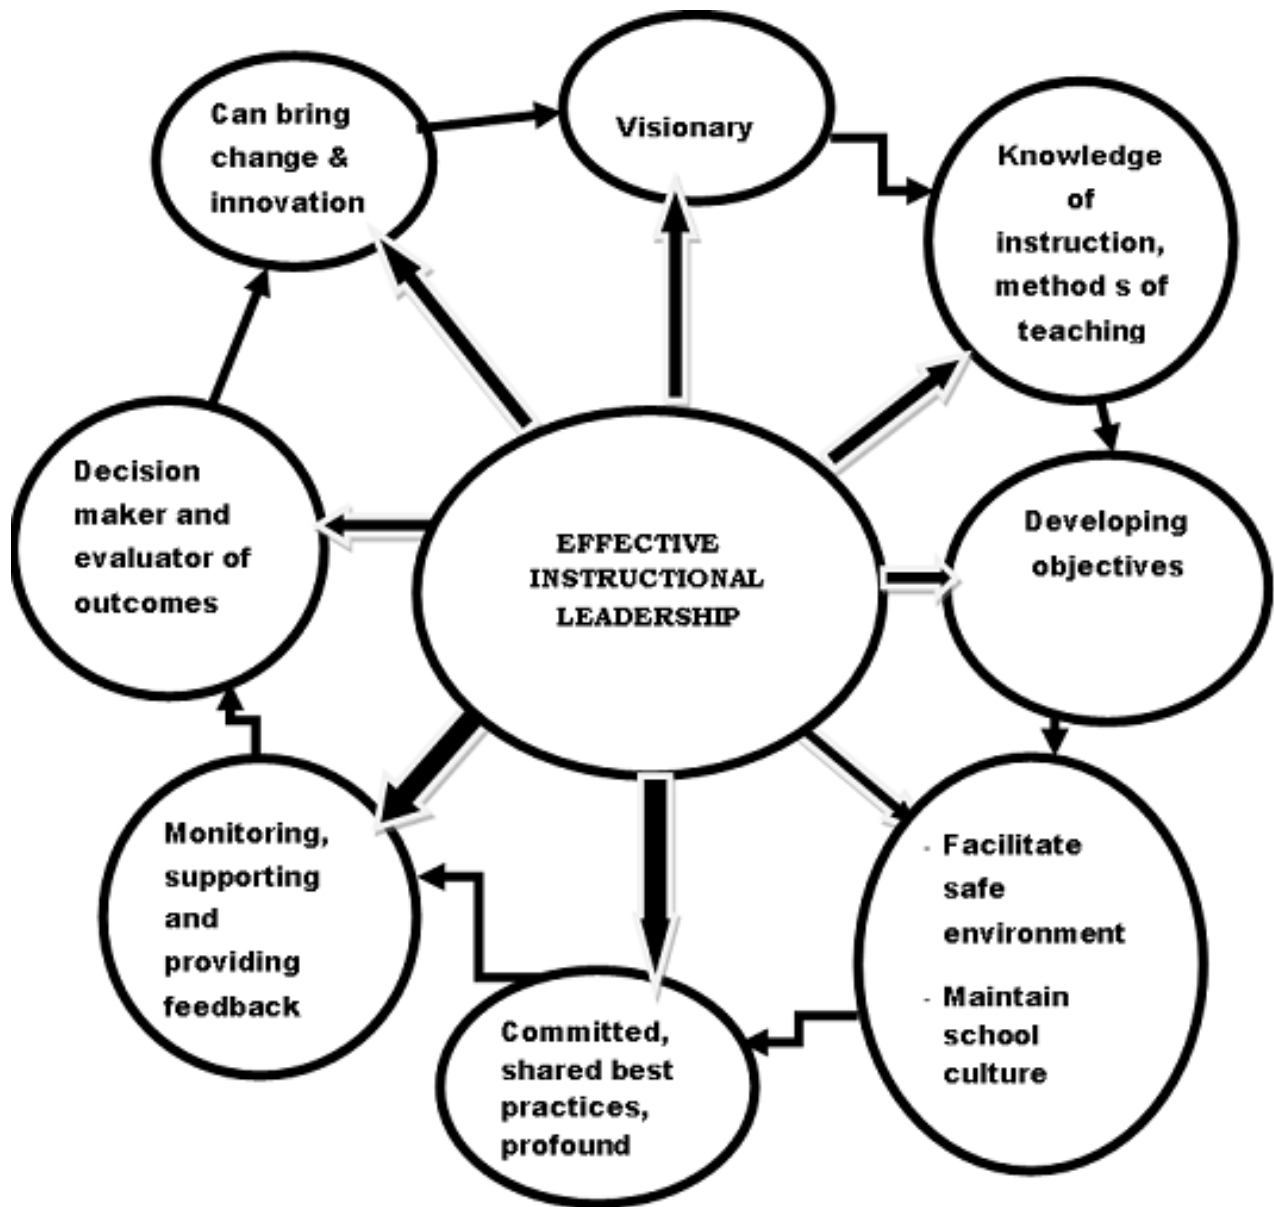 Can bring
change &
innovation
Visionary
Knowledge
of
instruction,
method s of
teaching
Decision
maker and
evaluator of
outcomes
EFFECTIVE
INSTRUCTIONAL
LEADERSHIP
Developing
objectives
Monitoring,
supporting
and
providing
feedback
Committed,
shared best
practices,
profound
- Facilitate
safe
environment
- Maintain
school
culture